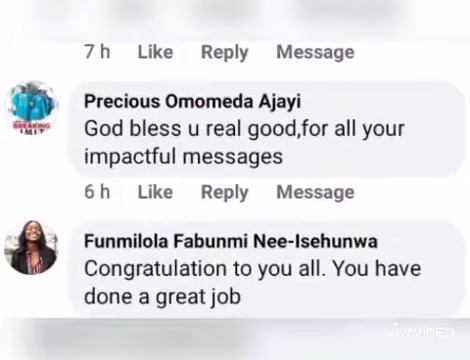 7 h Like Reply Message
Precious Omomeda Ajayi
God bless u real good,for all your
impactful messages
BREAKING
6 h Like Reply Message
Funmilola Fabunmi Nee-Isehunwa
Congratulation to you all. You have
done a great job